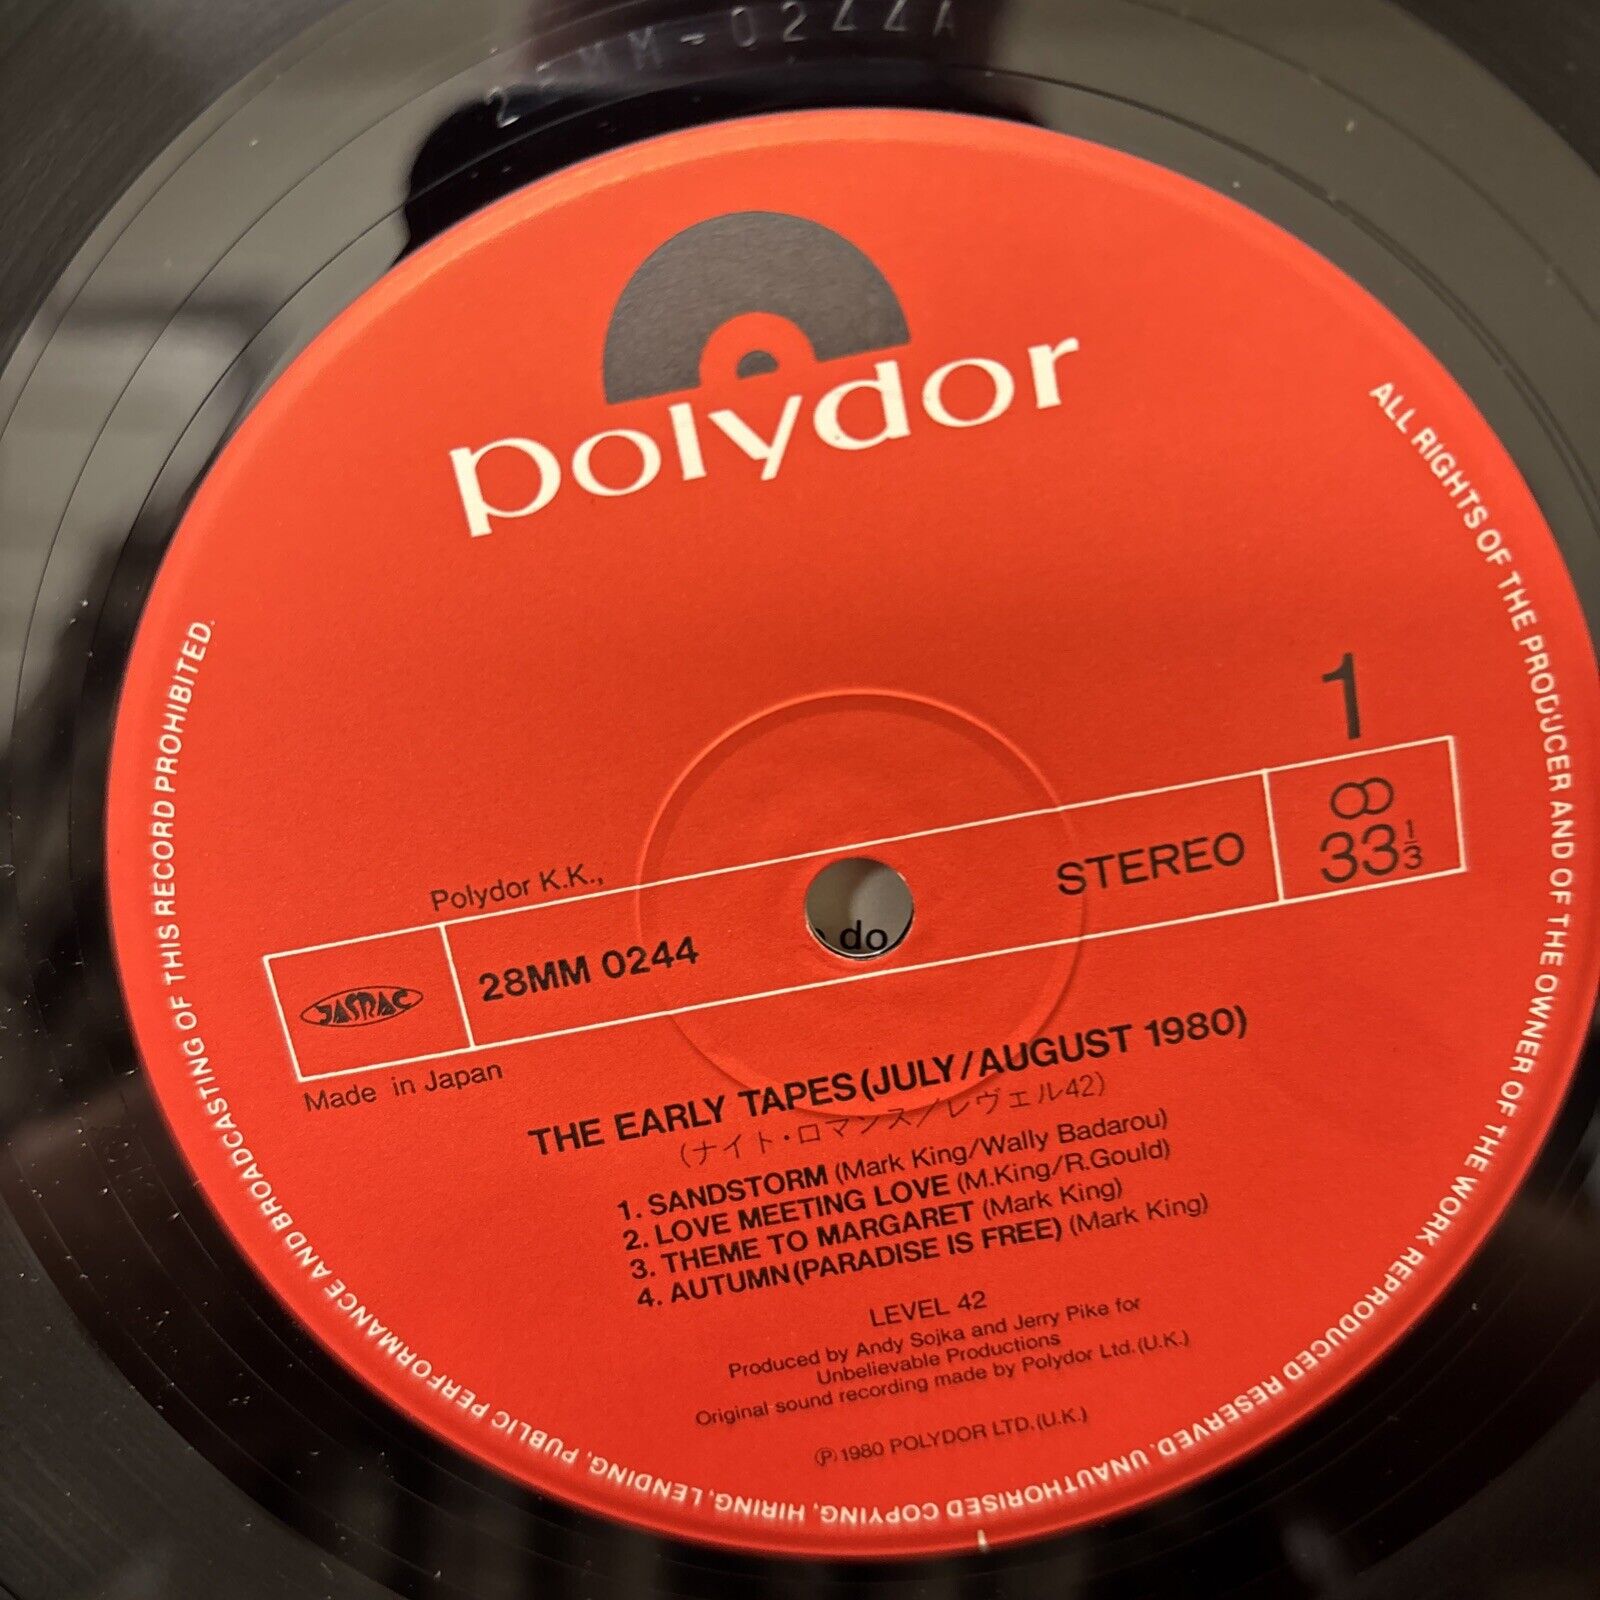 28MM-0244A
polydor
1
∞
33 1/3
STEREO
Polydor K.K.,
JASRAC
28MM 0244
do
Made in Japan
THE EARLY TAPES(JULY/AUGUST 1980)
(ナイト・ロマンス/レヴェル42)
1. SANDSTORM (Mark King/Wally Badarou)
2. LOVE MEETING LOVE (M.King/R.Gould)
3. THEME TO MARGARET (Mark King)
4. AUTUMN(PARADISE IS FREE) (Mark King)
LEVEL 42
Produced by Andy Sojka and Jerry Pike for
Unbelievable Productions
Original sound recording made by Polydor Ltd.(U.K.)
℗1980 POLYDOR LTD.(U.K.)
ALL RIGHTS OF THE PRODUCER AND OF THE OWNER OF THE WORK REPRODUCED RESERVED. UNAUTHORISED COPYING, HIRING, LENDING, PUBLIC PERFORMANCE AND BROADCASTING OF THIS RECORD PROHIBITED.